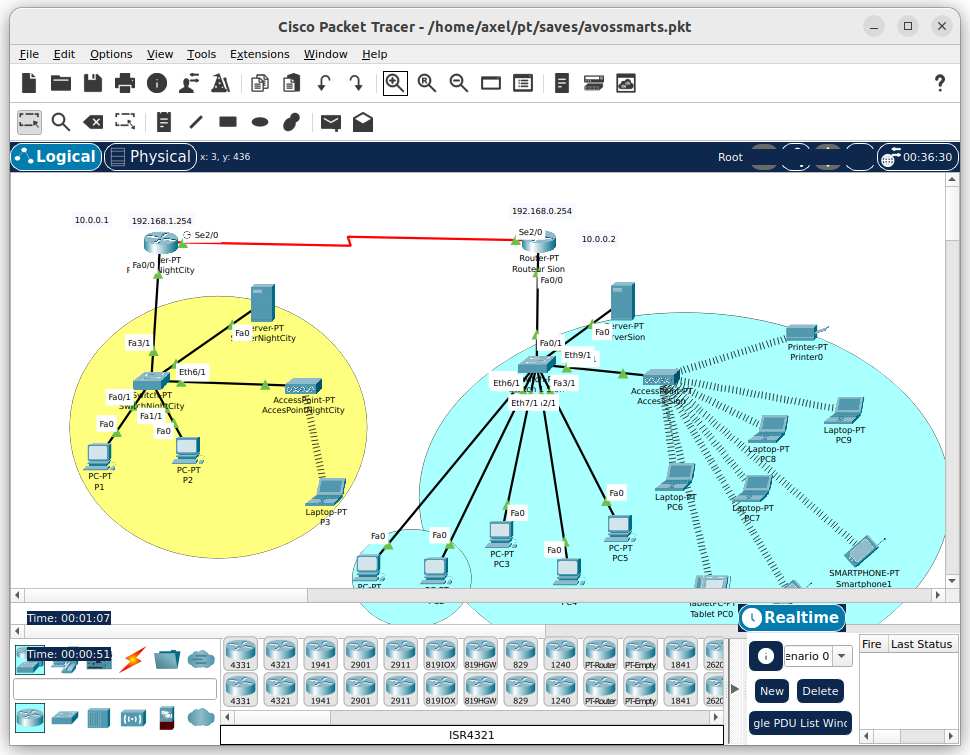 Cisco Packet Tracer - /home/axel/pt/saves/avossmarts.pkt
File Edit Options View Tools Extensions Window Help
?
Logical Physical x: 3, y: 436 Root 00:36:30
10.0.0.1
192.168.1.254
Se2/0
er-PT
NightCity
Fa0/0
192.168.0.254
Se2/0
10.0.0.2
Router-PT
Routeur Sion
Fa0/0
Fa3/1
Fa0
erver-PT
erNightCity
Eth6/1
Switch-PT
SwitchNightCity
Fa0/1
Fa1/1
AccessPoint-PT
AccesPointNightCity
Fa0
Fa0
PC-PT
P1
PC-PT
P2
Laptop-PT
P3
Fa0
erver-PT
erverSion
Fa0/1
Eth9/1
Eth6/1
Fa3/1
Eth7/1
2/1
AccessPoint-PT
Printer-PT
Printer0
Laptop-PT
PC9
Laptop-PT
PC8
Laptop-PT
PC6
Laptop-PT
PC7
Fa0
Fa0
Fa0
Fa0
Fa0
PC-PT
PC3
PC-PT
PC5
PC-PT
SMARTPHONE-PT
Smartphone1
TabletPC-PT
Tablet PC0
Time: 00:01:07
Realtime
Time: 00:00:51
4331 4321 1941 2901 2911 819IOX 819HGW 829 1240 PT-Router PT-Empty 1841 2620
4331 4321 1941 2901 2911 819IOX 819HGW 829 1240 PT-Router PT-Empty 1841 2620
ISR4321
enario 0
New Delete
gle PDU List Wind
Fire Last Status